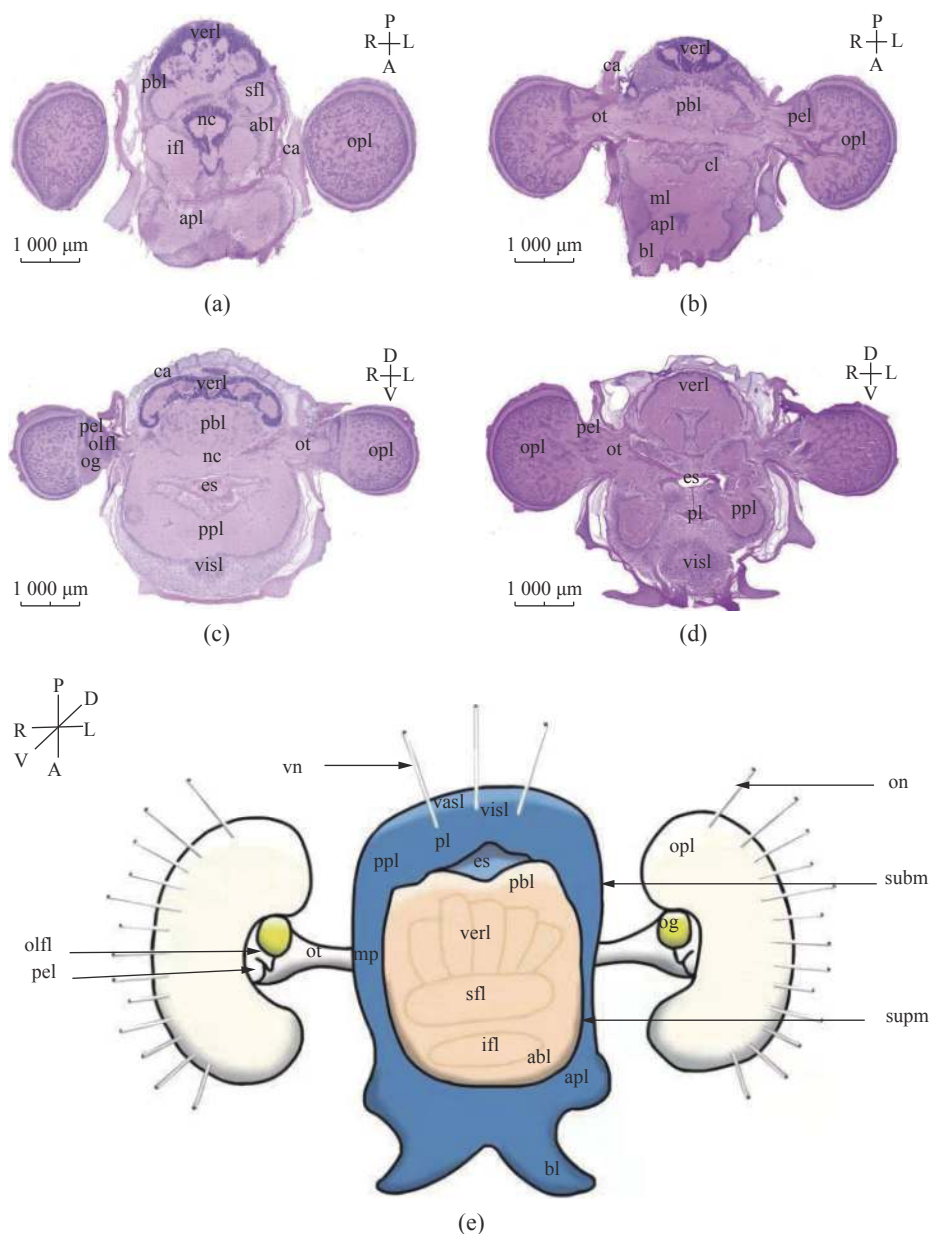 verl
P
R L
A
pbl
sfl
nc
abl
ifl
ca
opl
apl
1 000 μm
(a)
P
R L
A
verl
ca
pbl
ot
pel
opl
cl
ml
apl
bl
1 000 μm
(b)
D
R L
V
ca
verl
pel
pbl
olfl
ot
og
nc
opl
es
ppl
visl
1 000 μm
(c)
D
R L
V
verl
pel
opl
ot
es
pl
ppl
visl
1 000 μm
(d)
P
D
R L
V
A
vn
on
vasl
visl
pl
opl
ppl
es
pbl
subm
og
verl
olfl
ot
mp
pel
sfl
supm
ifl
abl
apl
bl
(e)